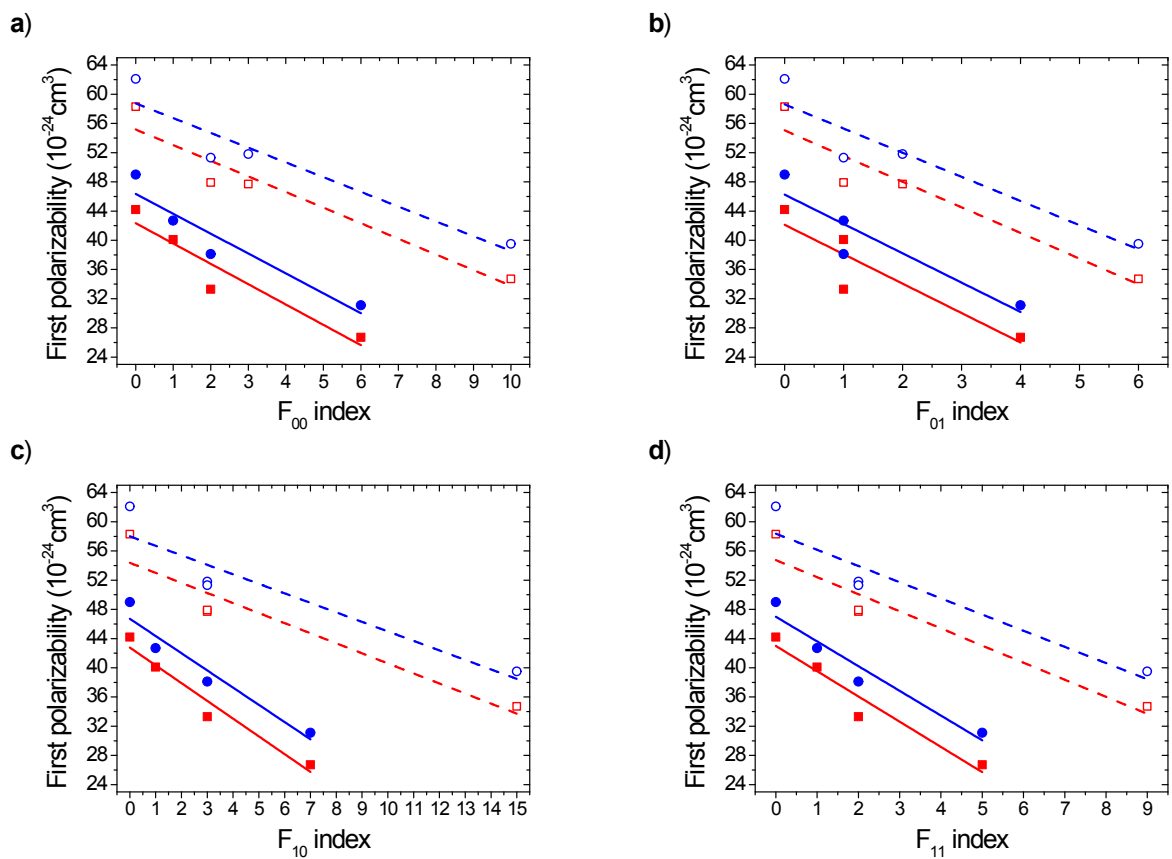 a)
First polarizability (10⁻²⁴cm³)
64
60
56
52
48
44
40
36
32
28
24
0 1 2 3 4 5 6 7 8 9 10
F₀₀ index
b)
First polarizability (10⁻²⁴cm³)
64
60
56
52
48
44
40
36
32
28
24
0 1 2 3 4 5 6
F₀₁ index
c)
First polarizability (10⁻²⁴cm³)
64
60
56
52
48
44
40
36
32
28
24
0 1 2 3 4 5 6 7 8 9 10 11 12 13 14 15
F₁₀ index
d)
First polarizability (10⁻²⁴cm³)
64
60
56
52
48
44
40
36
32
28
24
0 1 2 3 4 5 6 7 8 9
F₁₁ index